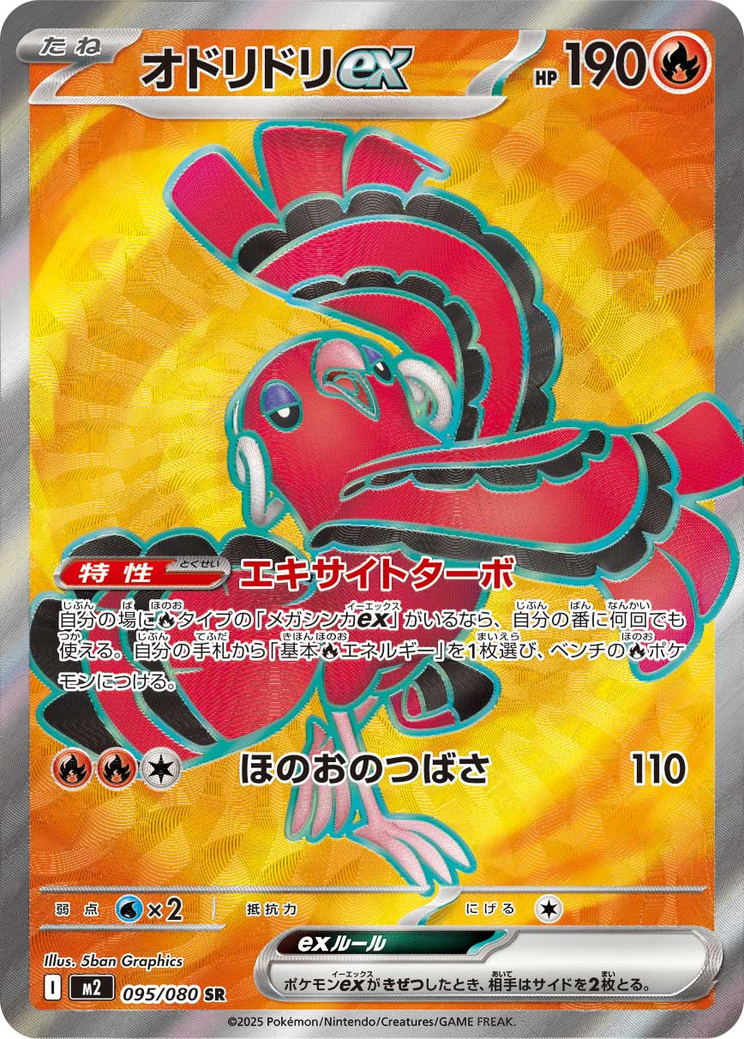 たね
オドリドリex HP 190
特性 とくせい エキサイトターボ
自分の場に炎タイプの「メガシンカex」がいるなら、自分の番に何回でも
使える。自分の手札から「基本炎エネルギー」を1枚選び、ベンチの炎ポケ
モンにつける。
ほのおのつばさ 110
弱点 ×2 抵抗力 にげる
exルール
ポケモンexがきぜつしたとき、相手はサイドを2枚とる。
Illus. 5ban Graphics
I M2 095/080 SR
©2025 Pokémon/Nintendo/Creatures/GAME FREAK.